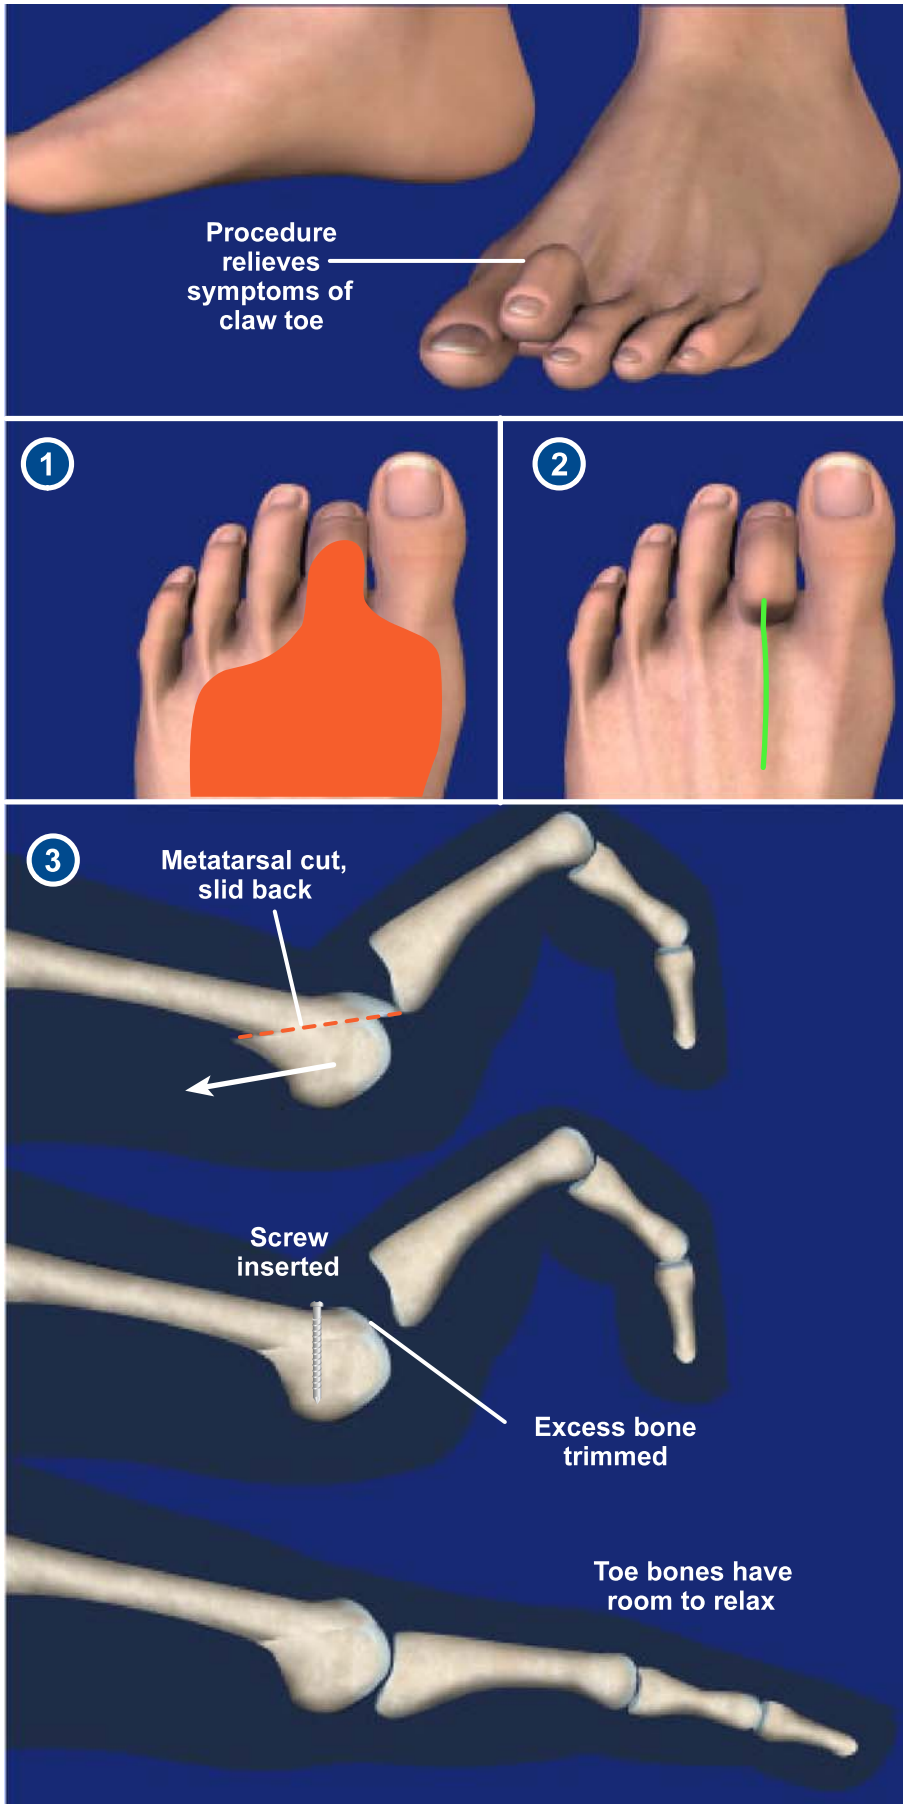 Procedure
relieves
symptoms of
claw toe
1
2
3
Metatarsal cut,
slid back
Screw
inserted
Excess bone
trimmed
Toe bones have
room to relax